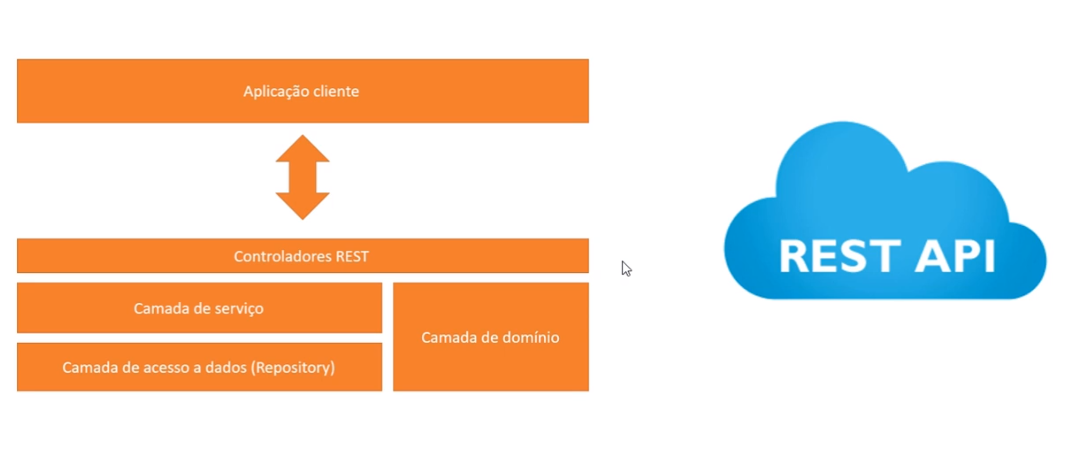 Aplicação cliente
Controladores REST
Camada de serviço
Camada de domínio
Camada de acesso a dados (Repository)
REST API